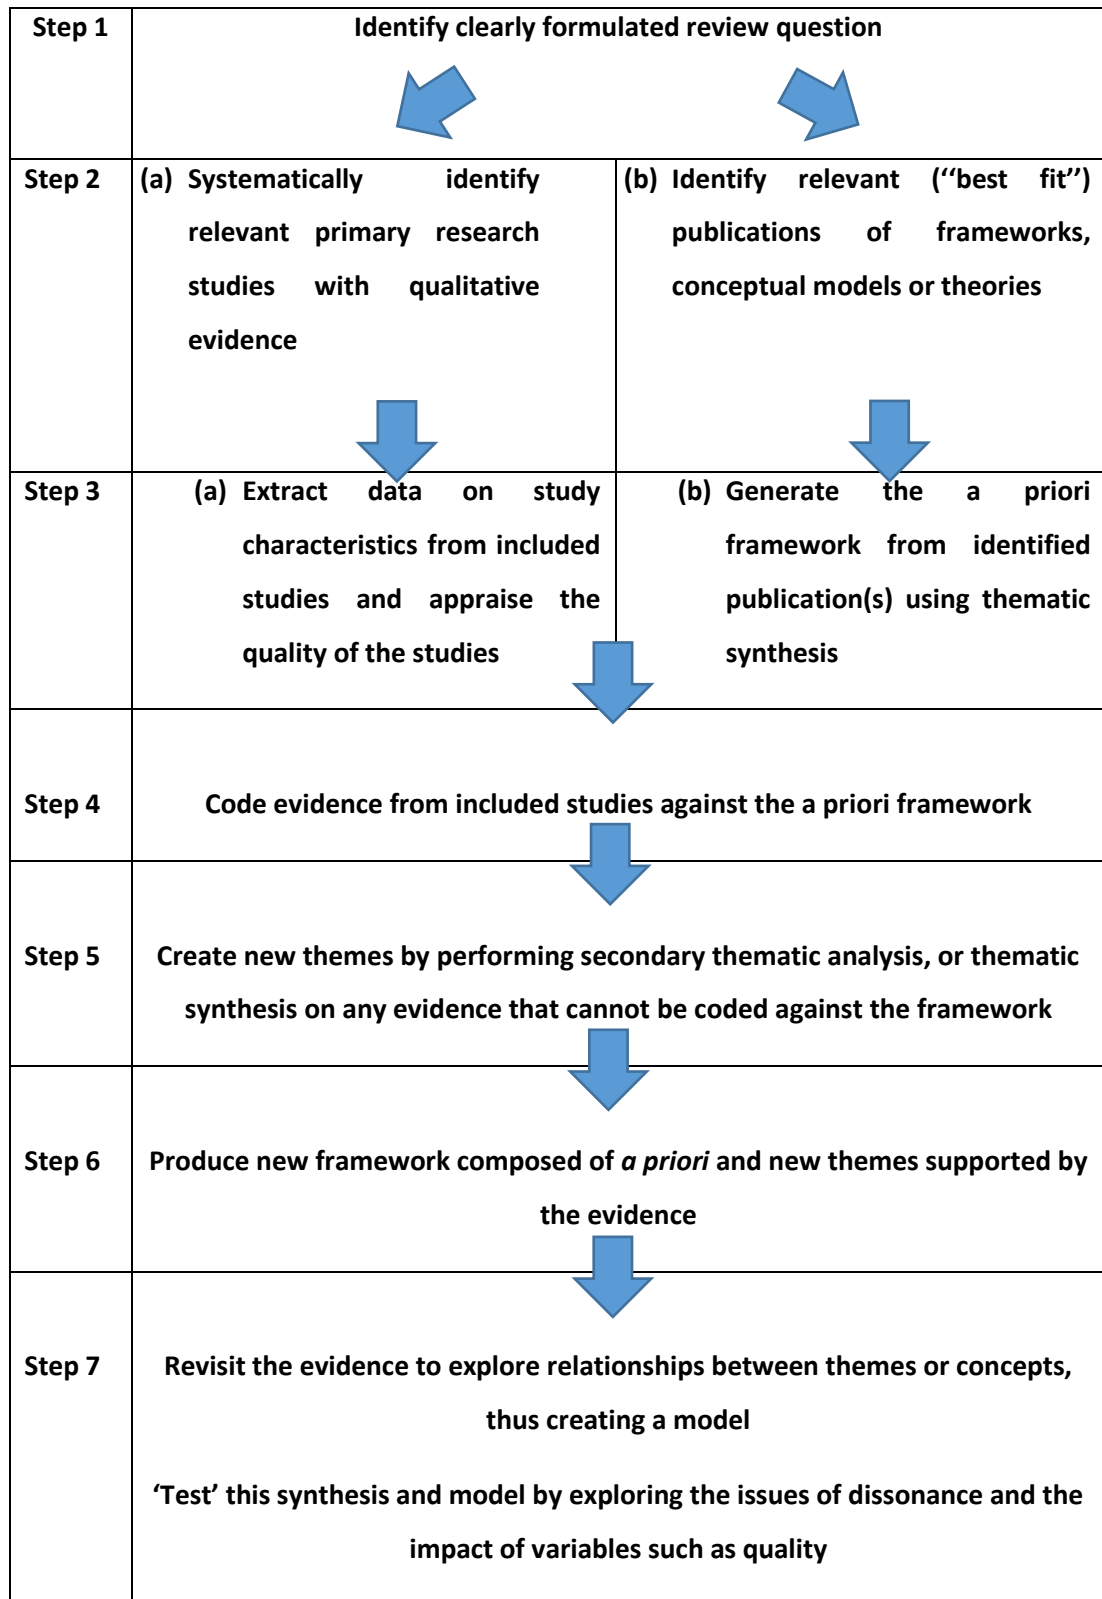 Step 1
Identify clearly formulated review question
Step 2
(a) Systematically identify
relevant primary research
studies with qualitative
evidence
(b) Identify relevant (‘‘best fit’’)
publications of frameworks,
conceptual models or theories
Step 3
(a) Extract data on study
characteristics from included
studies and appraise the
quality of the studies
(b) Generate the a priori
framework from identified
publication(s) using thematic
synthesis
Step 4
Code evidence from included studies against the a priori framework
Step 5
Create new themes by performing secondary thematic analysis, or thematic
synthesis on any evidence that cannot be coded against the framework
Step 6
Produce new framework composed of a priori and new themes supported by
the evidence
Step 7
Revisit the evidence to explore relationships between themes or concepts,
thus creating a model
‘Test’ this synthesis and model by exploring the issues of dissonance and the
impact of variables such as quality